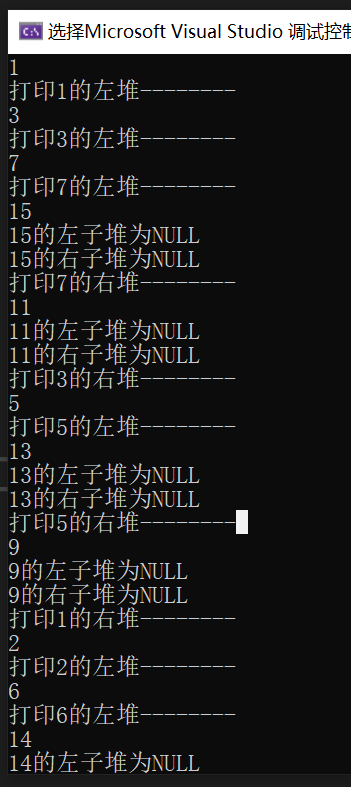 选择Microsoft Visual Studio 调试控
1
打印1的左堆--------
3
打印3的左堆--------
7
打印7的左堆--------
15
15的左子堆为NULL
15的右子堆为NULL
打印7的右堆--------
11
11的左子堆为NULL
11的右子堆为NULL
打印3的右堆--------
5
打印5的左堆--------
13
13的左子堆为NULL
13的右子堆为NULL
打印5的右堆--------
9
9的左子堆为NULL
9的右子堆为NULL
打印1的右堆--------
2
打印2的左堆--------
6
打印6的左堆--------
14
14的左子堆为NULL